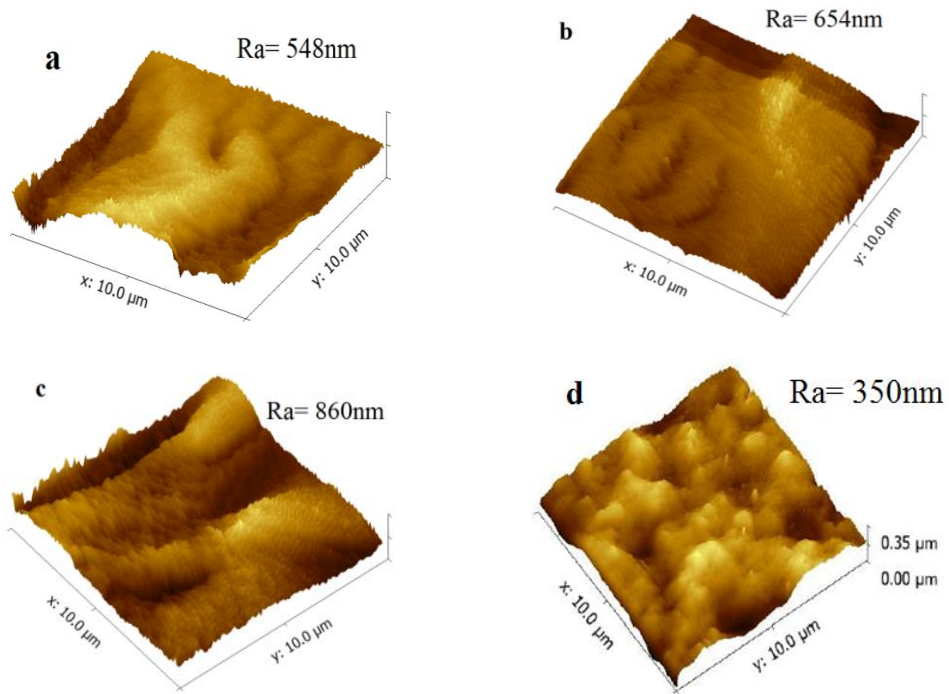 a
Ra= 548nm
x: 10.0 µm
y: 10.0 µm
b
Ra= 654nm
x: 10.0 µm
y: 10.0 µm
c
Ra= 860nm
x: 10.0 µm
y: 10.0 µm
d
Ra= 350nm
0.35 µm
0.00 µm
x: 10.0 µm
y: 10.0 µm